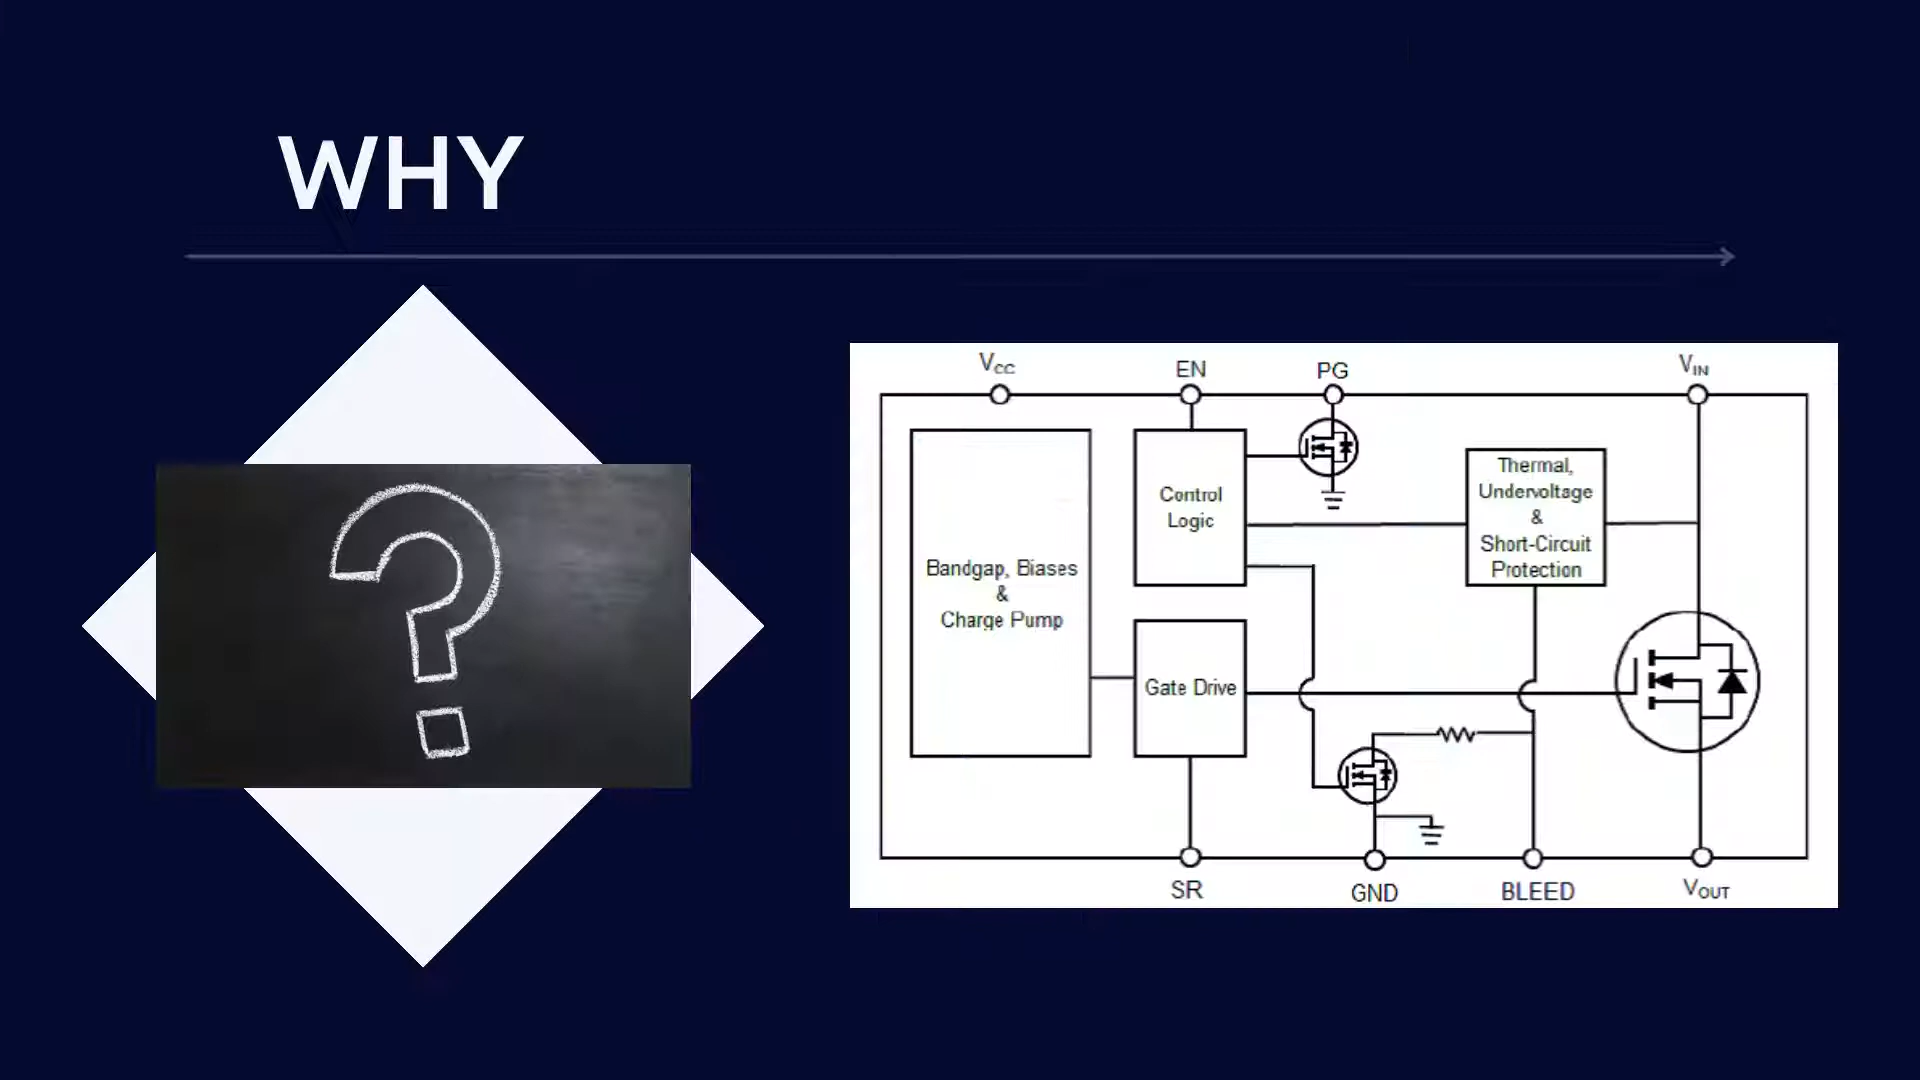 WHY
?
VCC
EN
PG
VIN
Bandgap, Biases
&
Charge Pump
Control
Logic
Thermal,
Undervoltage
&
Short-Circuit
Protection
Gate Drive
SR
GND
BLEED
VOUT